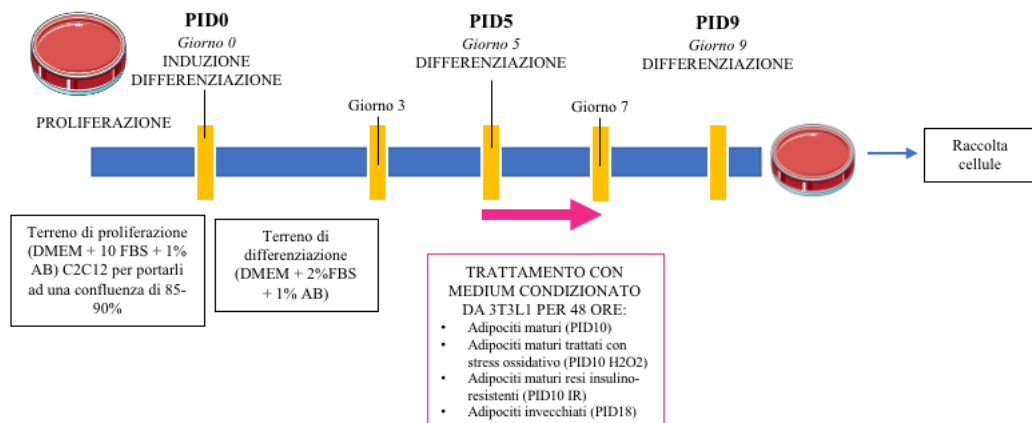 PID0
Giorno 0
INDUZIONE
DIFFERENZIAZIONE
PID5
Giorno 5
DIFFERENZIAZIONE
PID9
Giorno 9
DIFFERENZIAZIONE
PROLIFERAZIONE
Giorno 3
Giorno 7
Raccolta
cellule
Terreno di proliferazione
(DMEM + 10 FBS + 1%
AB) C2C12 per portarli
ad una confluenza di 85-
90%
Terreno di
differenziazione
(DMEM + 2%FBS
+ 1% AB)
TRATTAMENTO CON
MEDIUM CONDIZIONATO
DA 3T3L1 PER 48 ORE:
• Adipociti maturi (PID10)
• Adipociti maturi trattati con
stress ossidativo (PID10 H2O2)
• Adipociti maturi resi insulino-
resistenti (PID10 IR)
• Adipociti invecchiati (PID18)